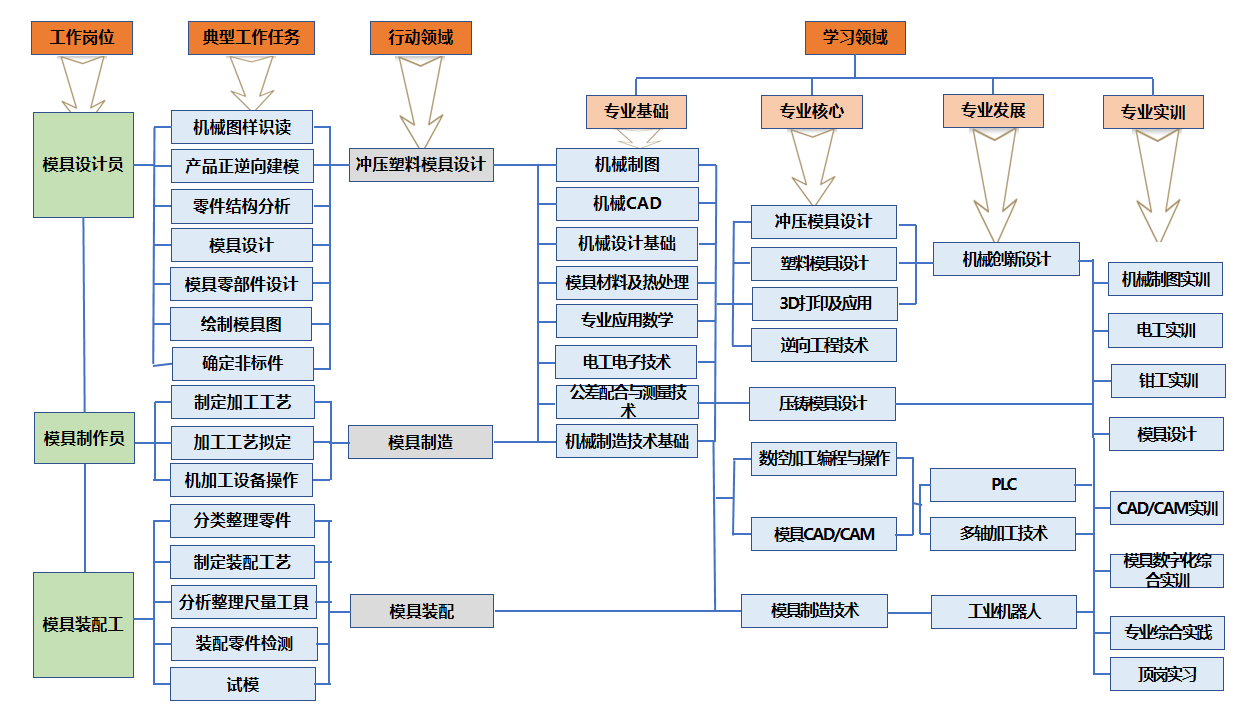 工作岗位
典型工作任务
行动领域
学习领域
专业基础
专业核心
专业发展
专业实训
模具设计员
机械图样识读
产品正逆向建模
零件结构分析
模具设计
模具零部件设计
绘制模具图
确定非标件
冲压塑料模具设计
模具制作员
制定加工工艺
加工工艺拟定
机加工设备操作
模具制造
模具装配工
分类整理零件
制定装配工艺
分析整理尺量工具
装配零件检测
试模
模具装配
机械制图
机械CAD
机械设计基础
模具材料及热处理
专业应用数学
电工电子技术
公差配合与测量技
术
机械制造技术基础
冲压模具设计
塑料模具设计
3D打印及应用
逆向工程技术
压铸模具设计
数控加工编程与操作
模具CAD/CAM
模具制造技术
机械创新设计
PLC
多轴加工技术
工业机器人
机械制图实训
电工实训
钳工实训
模具设计
CAD/CAM实训
模具数字化综
合实训
专业综合实践
顶岗实习